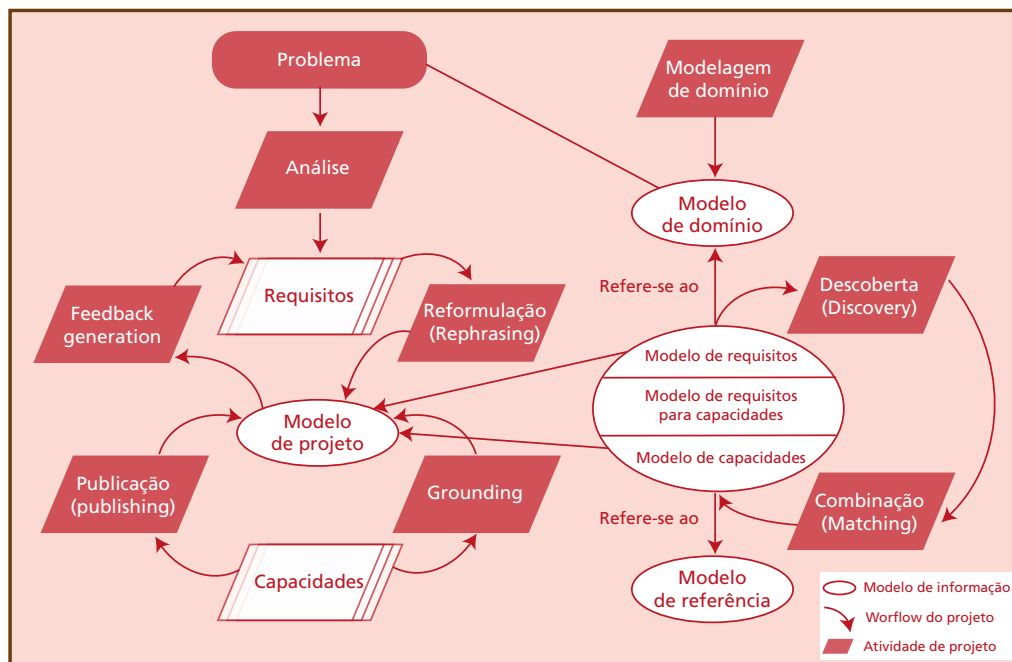 Problema
Modelagem
de domínio
Análise
Modelo
de domínio
Requisitos
Refere-se ao
Descoberta
(Discovery)
Feedback
generation
Reformulação
(Rephrasing)
Modelo de requisitos
Modelo de requisitos
para capacidades
Modelo de capacidades
Modelo
de projeto
Publicação
(publishing)
Grounding
Combinação
(Matching)
Refere-se ao
Capacidades
Modelo
de referência
Modelo de informação
Worflow do projeto
Atividade de projeto